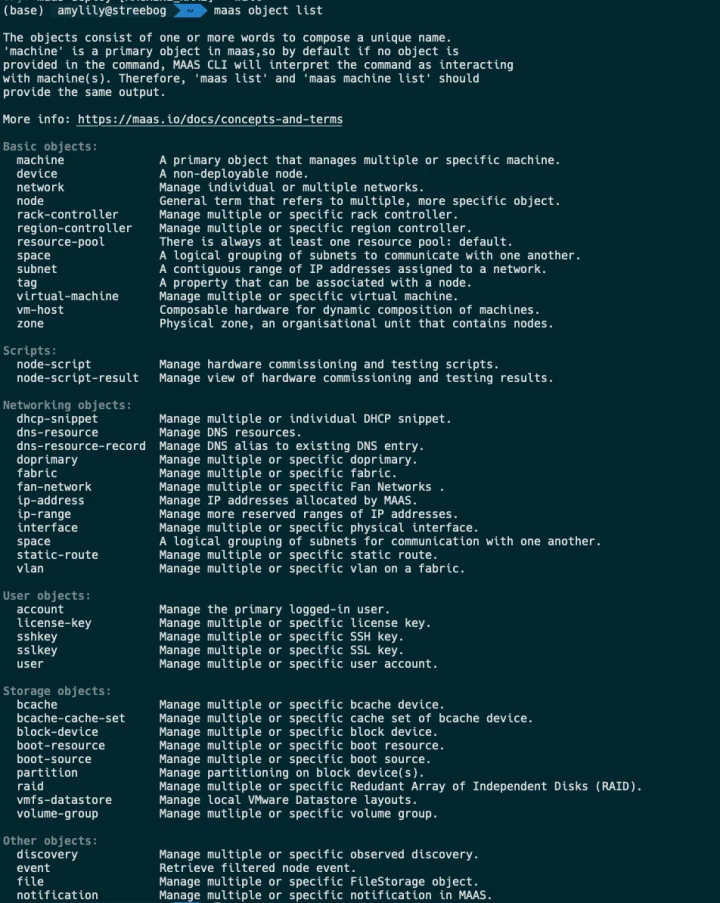 (base) amylily@streebog ~ maas object list
The objects consist of one or more words to compose a unique name.
'machine' is a primary object in maas,so by default if no object is
provided in the command, MAAS CLI will interpret the command as interacting
with machine(s). Therefore, 'maas list' and 'maas machine list' should
provide the same output.
More info: https://maas.io/docs/concepts-and-terms
Basic objects:
machine A primary object that manages multiple or specific machine.
device A non-deployable node.
network Manage individual or multiple networks.
node General term that refers to multiple, more specific object.
rack-controller Manage multiple or specific rack controller.
region-controller Manage multiple or specific region controller.
resource-pool There is always at least one resource pool: default.
space A logical grouping of subnets to communicate with one another.
subnet A contiguous range of IP addresses assigned to a network.
tag A property that can be associated with a node.
virtual-machine Manage multiple or specific virtual machine.
vm-host Composable hardware for dynamic composition of machines.
zone Physical zone, an organisational unit that contains nodes.
Scripts:
node-script Manage hardware commissioning and testing scripts.
node-script-result Manage view of hardware commissioning and testing results.
Networking objects:
dhcp-snippet Manage multiple or individual DHCP snippet.
dns-resource Manage DNS resources.
dns-resource-record Manage DNS alias to existing DNS entry.
doprimary Manage multiple or specific doprimary.
fabric Manage multiple or specific fabric.
fan-network Manage multiple or specific Fan Networks .
ip-address Manage IP addresses allocated by MAAS.
ip-range Manage more reserved ranges of IP addresses.
interface Manage multiple or specific physical interface.
space A logical grouping of subnets for communication with one another.
static-route Manage multiple or specific static route.
vlan Manage multiple or specific vlan on a fabric.
User objects:
account Manage the primary logged-in user.
license-key Manage multiple or specific license key.
sshkey Manage multiple or specific SSH key.
sslkey Manage multiple or specific SSL key.
user Manage multiple or specific user account.
Storage objects:
bcache Manage multiple or specific bcache device.
bcache-cache-set Manage multiple or specific cache set of bcache device.
block-device Manage multiple or specific block device.
boot-resource Manage multiple or specific boot resource.
boot-source Manage multiple or specific boot source.
partition Manage partitioning on block device(s).
raid Manage multiple or specific Redudant Array of Independent Disks (RAID).
vmfs-datastore Manage local VMware Datastore layouts.
volume-group Manage mutliple or specific volume group.
Other objects:
discovery Manage multiple or specific observed discovery.
event Retrieve filtered node event.
file Manage multiple or specific FileStorage object.
notification Manage multiple or specific notification in MAAS.